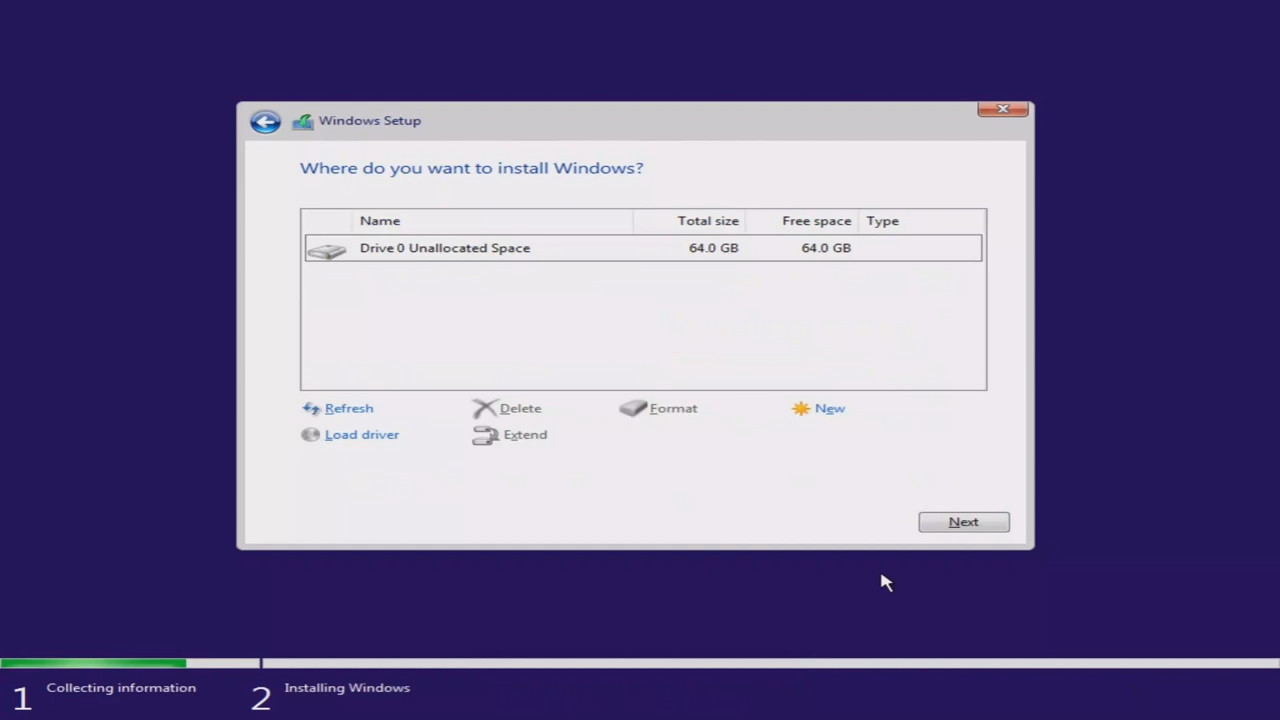 Windows Setup
Where do you want to install Windows?
Name Total size Free space Type
Drive 0 Unallocated Space 64.0 GB 64.0 GB
Refresh Delete Format New
Load driver Extend
Next
1 Collecting information 2 Installing Windows